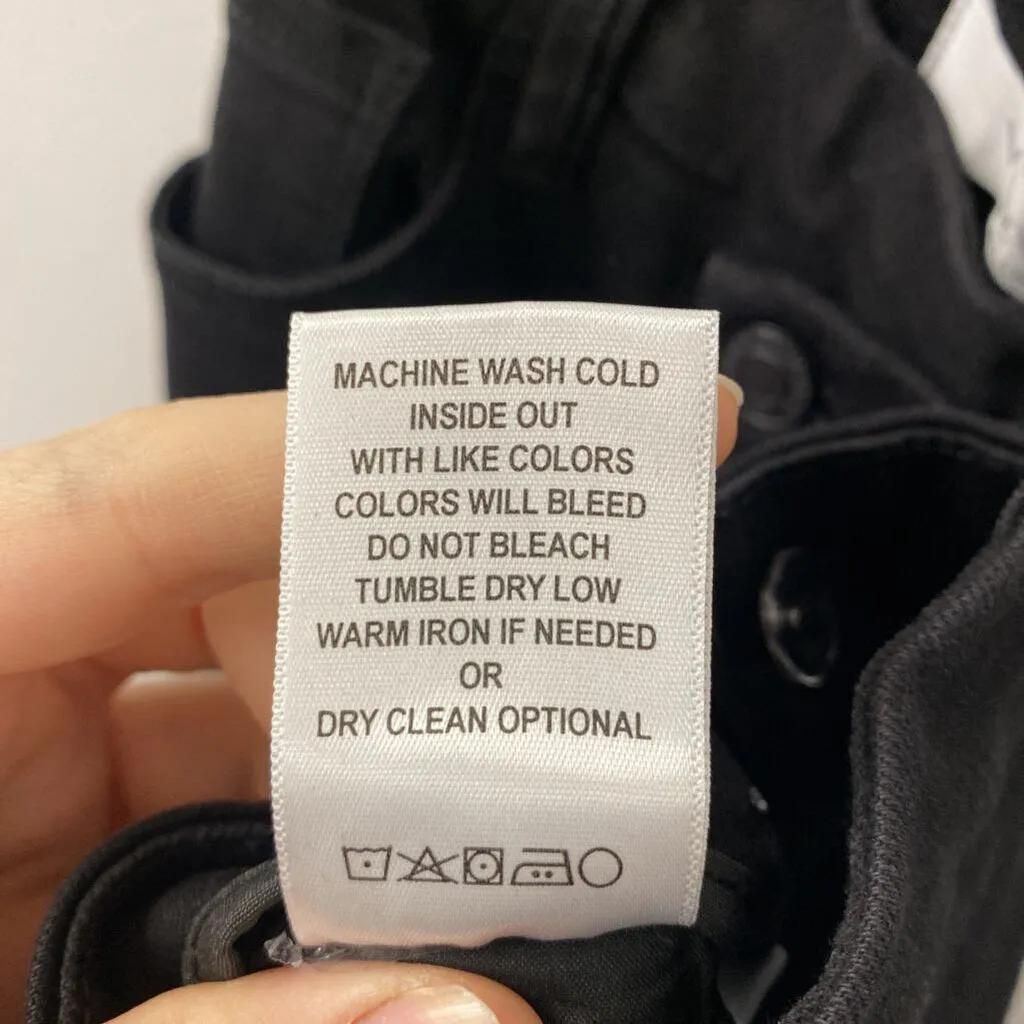 MACHINE WASH COLD
INSIDE OUT
WITH LIKE COLORS
COLORS WILL BLEED
DO NOT BLEACH
TUMBLE DRY LOW
WARM IRON IF NEEDED
OR
DRY CLEAN OPTIONAL